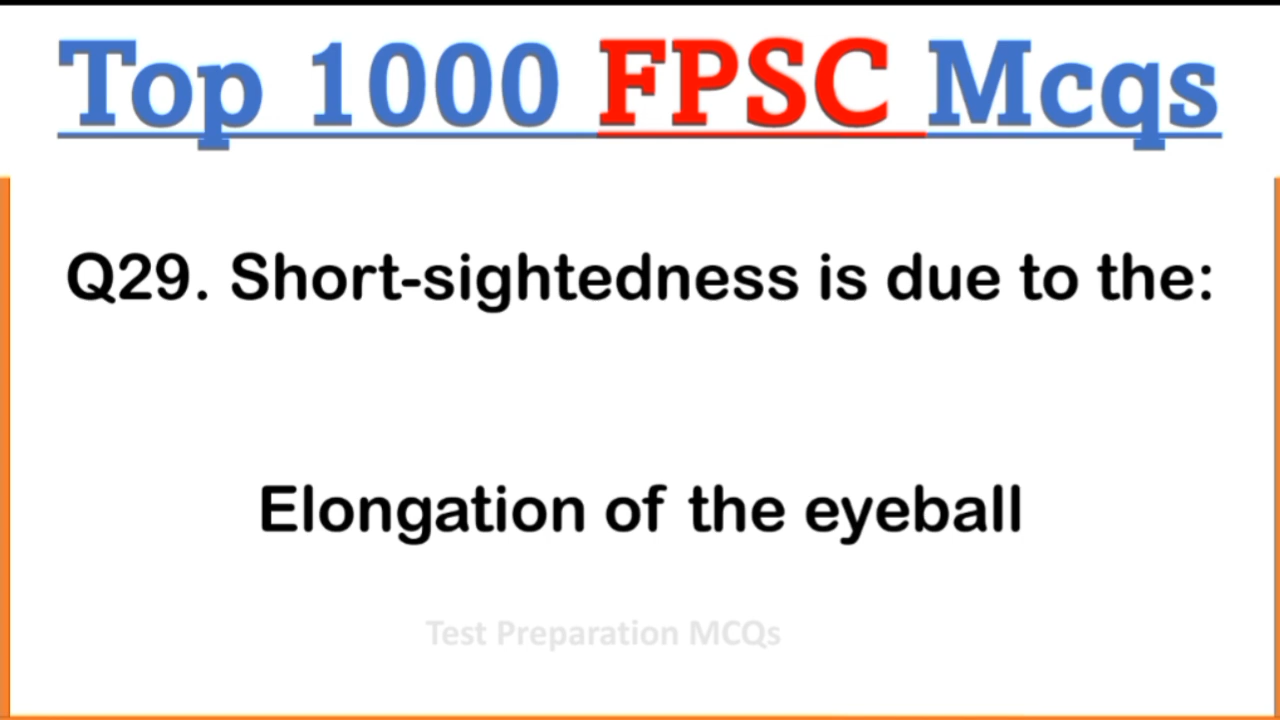 Top 1000 FPSC Mcqs
Q29. Short-sightedness is due to the:
Elongation of the eyeball
Test Preparation MCQs